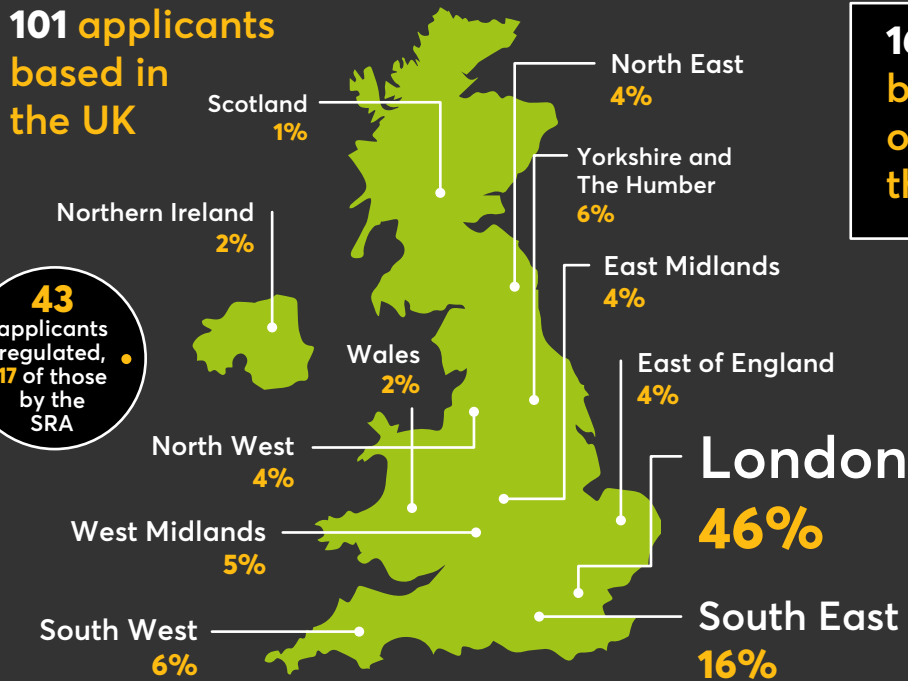 101 applicants
based in
the UK
Scotland
1%
North East
4%
Yorkshire and
The Humber
6%
Northern Ireland
2%
East Midlands
4%
43
applicants
regulated,
17 of those
by the
SRA
Wales
2%
East of England
4%
North West
4%
London
46%
West Midlands
5%
South East
16%
South West
6%